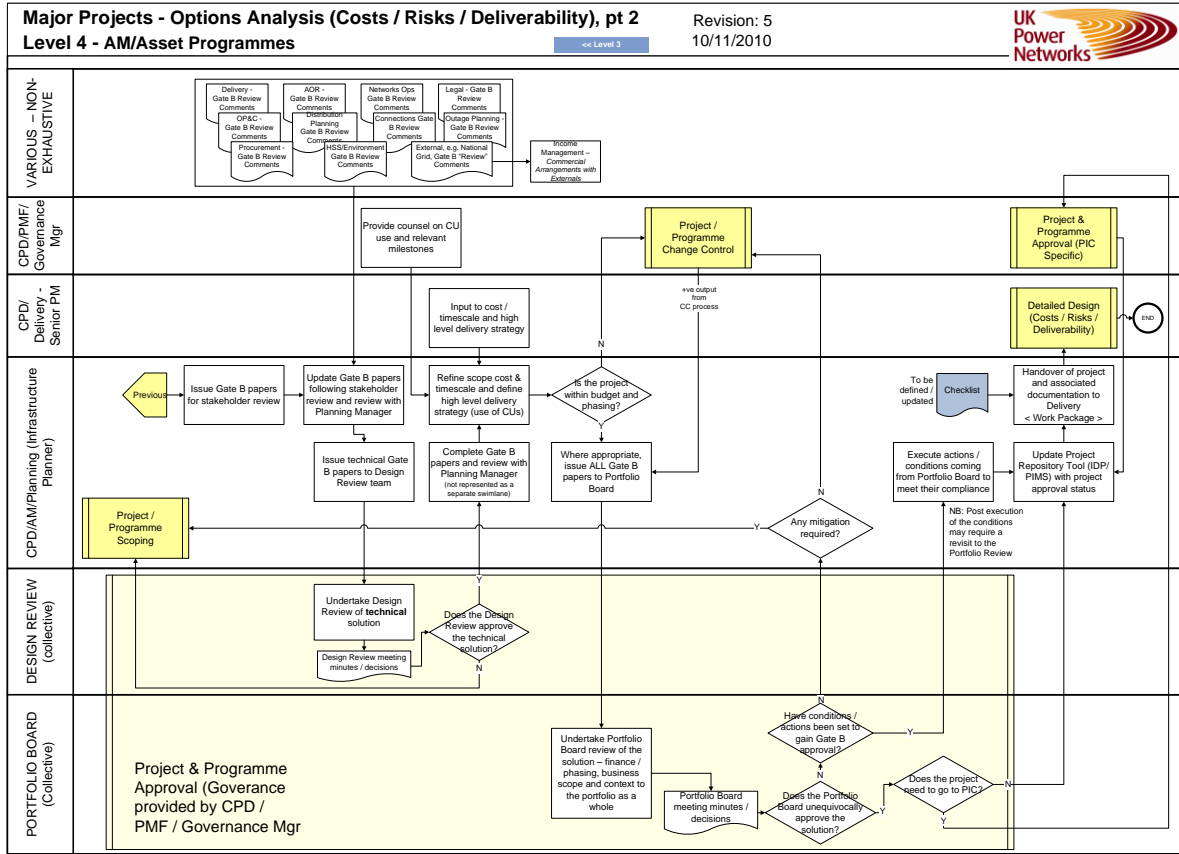 Major Projects - Options Analysis (Costs / Risks / Deliverability), pt 2
Level 4 - AM/Asset Programmes
<< Level 3
Revision: 5
10/11/2010
UK
Power
Networks
VARIOUS – NON-
EXHAUSTIVE
Delivery -
Gate B Review
Comments
AOR -
Gate B Review
Comments
Networks Ops
Gate B Review
Comments
Legal - Gate B
Review
Comments
OP&C -
Gate B Review
Comments
Distribution
Planning
Gate B Review
Comments
Connections Gate
B Review
Comments
Outage Planning -
Gate B Review
Comments
Procurement -
Gate B Review
Comments
HSS/Environment
Gate B Review
Comments
External, e.g. National
Grid, Gate B "Review"
Comments
Income
Management –
Commercial
Arrangements with
Externals
CPD/PMF/
Governance
Mgr
Provide counsel on CU
use and relevant
milestones
Project /
Programme
Change Control
Project &
Programme
Approval (PIC
Specific)
CPD/
Delivery -
Senior PM
Input to cost /
timescale and high
level delivery strategy
+ve output
from
CC process
Detailed Design
(Costs / Risks /
Deliverability)
END
CPD/AM/Planning (Infrastructure
Planner)
Previous
Issue Gate B papers
for stakeholder review
Update Gate B papers
following stakeholder
review and review with
Planning Manager
Refine scope cost &
timescale and define
high level delivery
strategy (use of CUs)
N
Is the project
within budget and
phasing?
Y
To be
defined /
updated
Checklist
Handover of project
and associated
documentation to
Delivery
< Work Package >
Issue technical Gate
B papers to Design
Review team
Complete Gate B
papers and review with
Planning Manager
(not represented as a
separate swimlane)
Where appropriate,
issue ALL Gate B
papers to Portfolio
Board
Execute actions /
conditions coming
from Portfolio Board to
meet their compliance
Update Project
Repository Tool (IDP/
PIMS) with project
approval status
NB: Post execution
of the conditions
may require a
revisit to the
Portfolio Review
Project /
Programme
Scoping
N
Y
Any mitigation
required?
DESIGN REVIEW
(collective)
Undertake Design
Review of technical
solution
Design Review meeting
minutes / decisions
Y
Does the Design
Review approve
the technical
solution?
N
PORTFOLIO BOARD
(Collective)
Project & Programme
Approval (Goverance
provided by CPD /
PMF / Governance Mgr
Undertake Portfolio
Board review of the
solution – finance /
phasing, business
scope and context to
the portfolio as a
whole
Portfolio Board
meeting minutes /
decisions
N
Have conditions /
actions been set to
gain Gate B
approval?
Y
N
Does the Portfolio
Board unequivocally
approve the
solution?
Y
Does the project
need to go to PIC?
N
Y